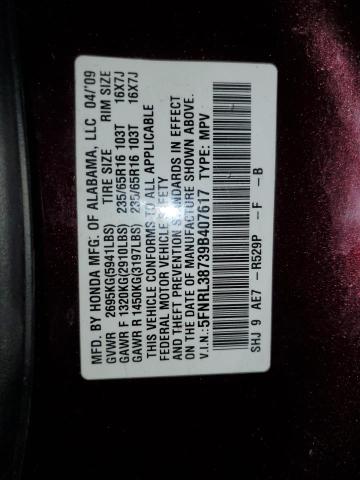 MFD. BY HONDA MFG. OF ALABAMA, LLC 04/'09
TIRE SIZE RIM SIZE
GVWR 2695KG(5941LBS)
GAWR F 1320KG(2910LBS) 235/65R16 103T 16X7J
GAWR R 1450KG(3197LBS) 235/65R16 103T 16X7J
THIS VEHICLE CONFORMS TO ALL APPLICABLE
FEDERAL MOTOR VEHICLE SAFETY
AND THEFT PREVENTION STANDARDS IN EFFECT
ON THE DATE OF MANUFACTURE SHOWN ABOVE.
V.I.N.: 5FNRL38739B407617 TYPE: MPV
SHJ 9 AE7 -R529P -F -B